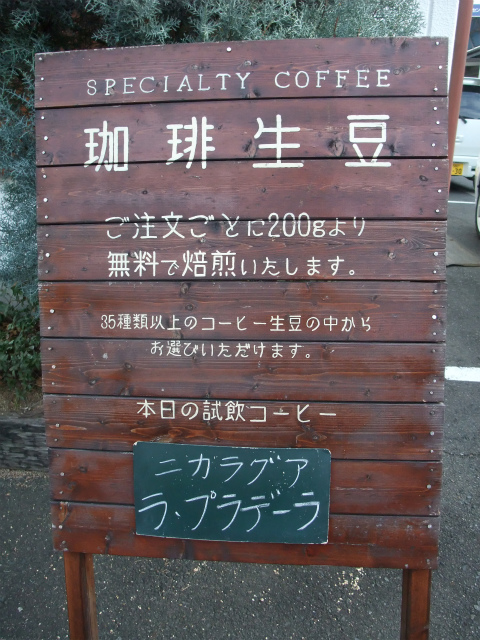 SPECIALTY COFFEE
珈琲生豆
ご注文ごとに200gより
無料で焙煎いたします。
35種類以上のコーヒー生豆の中から
お選びいただけます。
本日の試飲コーヒー
ニカラグア
ラ、プラデーラ